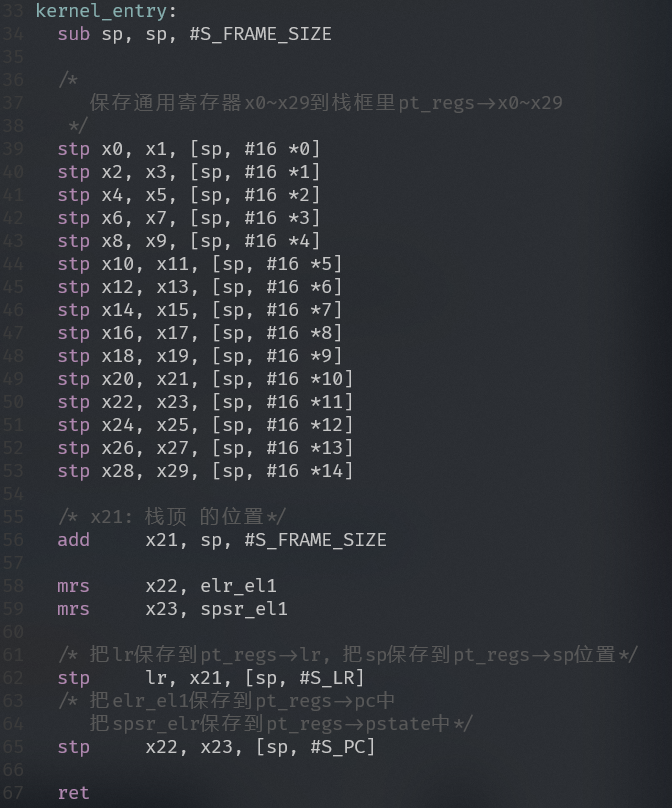 33 kernel_entry:
34   sub sp, sp, #S_FRAME_SIZE
35
36   /*
37      保存通用寄存器x0~x29到栈框里pt_regs->x0~x29
38    */
39   stp x0, x1, [sp, #16 *0]
40   stp x2, x3, [sp, #16 *1]
41   stp x4, x5, [sp, #16 *2]
42   stp x6, x7, [sp, #16 *3]
43   stp x8, x9, [sp, #16 *4]
44   stp x10, x11, [sp, #16 *5]
45   stp x12, x13, [sp, #16 *6]
46   stp x14, x15, [sp, #16 *7]
47   stp x16, x17, [sp, #16 *8]
48   stp x18, x19, [sp, #16 *9]
49   stp x20, x21, [sp, #16 *10]
50   stp x22, x23, [sp, #16 *11]
51   stp x24, x25, [sp, #16 *12]
52   stp x26, x27, [sp, #16 *13]
53   stp x28, x29, [sp, #16 *14]
54
55   /* x21: 栈顶 的位置*/
56   add     x21, sp, #S_FRAME_SIZE
57
58   mrs     x22, elr_el1
59   mrs     x23, spsr_el1
60
61   /* 把lr保存到pt_regs->lr, 把sp保存到pt_regs->sp位置*/
62   stp     lr, x21, [sp, #S_LR]
63   /* 把elr_el1保存到pt_regs->pc中
64      把spsr_elr保存到pt_regs->pstate中*/
65   stp     x22, x23, [sp, #S_PC]
66
67   ret